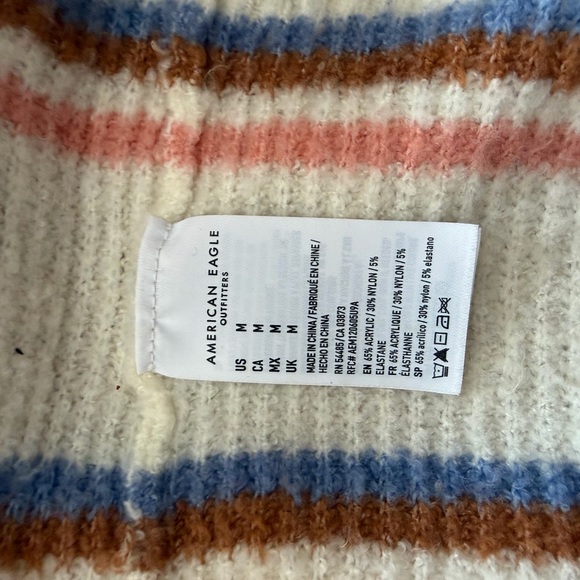 AMERICAN EAGLE
OUTFITTERS
US M
CA M
MX M
UK M
MADE IN CHINA / FABRIQUÉ EN CHINE /
HECHO EN CHINA
RN 54485 / CA 03873
RFC# AEM120605U9A
EN 65% ACRYLIC / 30% NYLON / 5%
ELASTANE
FR 65% ACRYLIQUE / 30% NYLON / 5%
ÉLASTHANNE
SP 65% acrílico / 30% nylon / 5% elastano